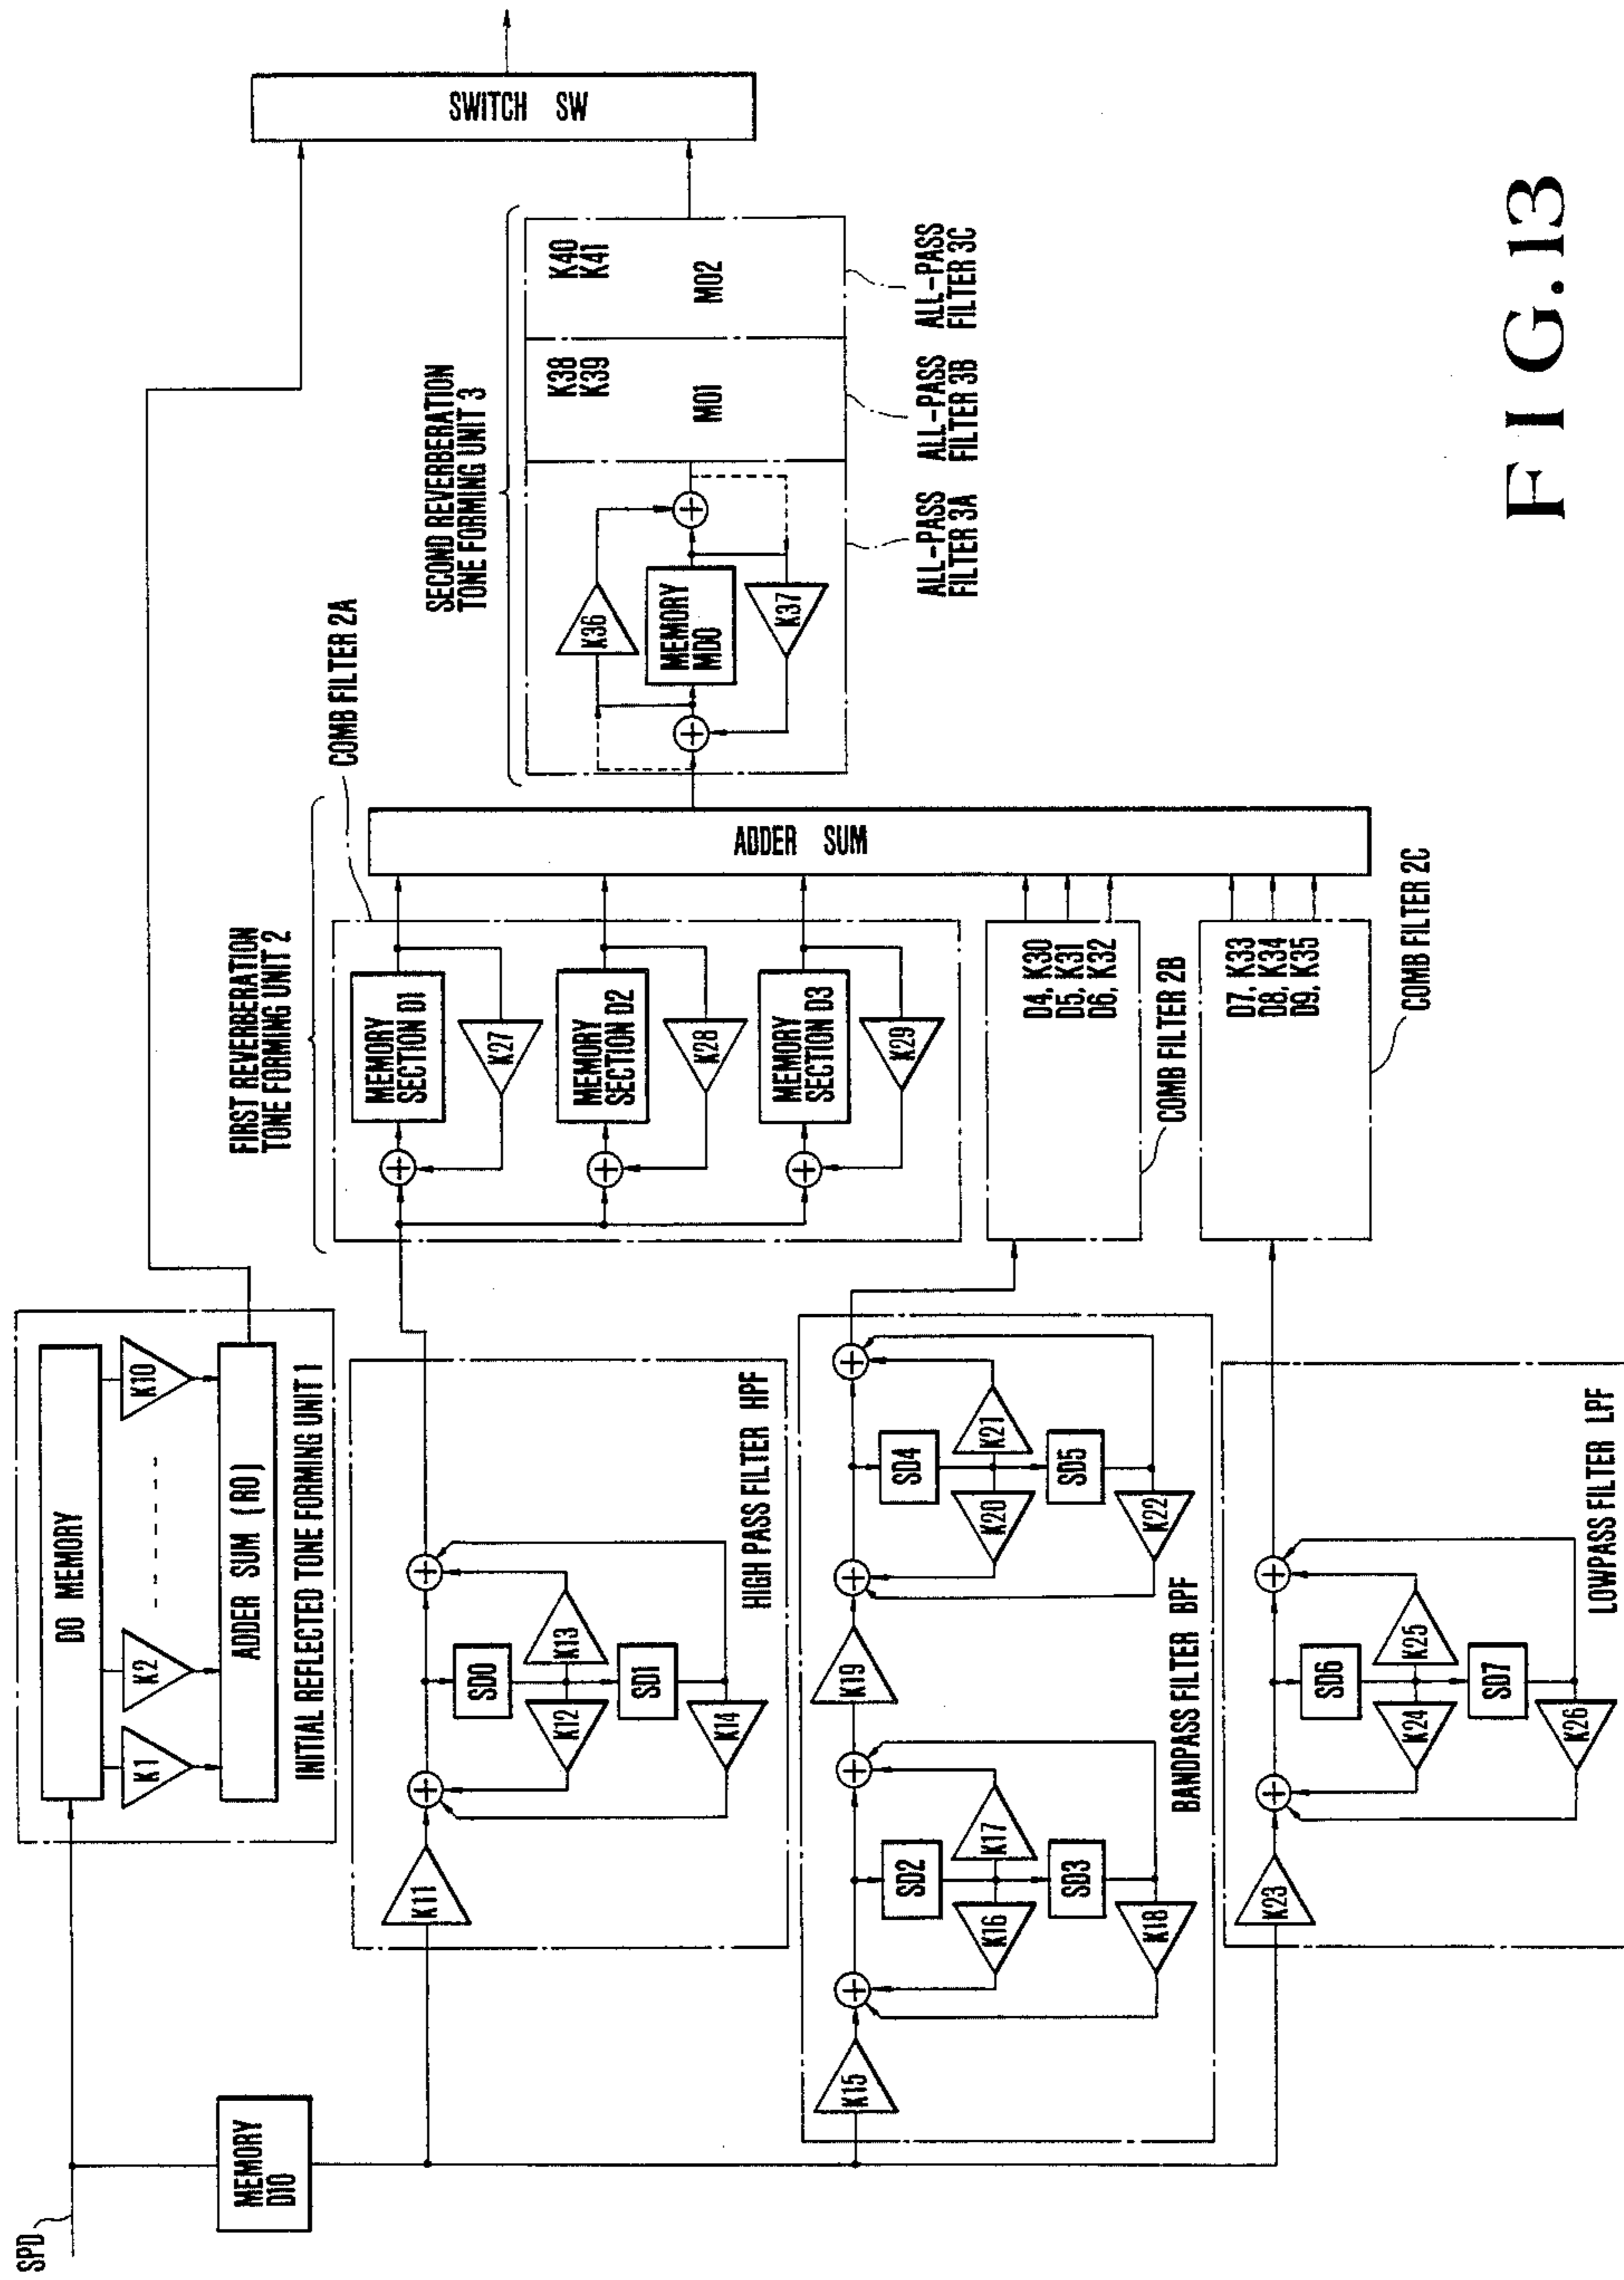 SPD
MEMORY
D10
D0 MEMORY
K1
K2
K10
ADDER SUM (R0)
INITIAL REFLECTED TONE FORMING UNIT 1
K11
SD0
K12
K13
SD1
K14
HIGH PASS FILTER HPF
K15
SD2
K16
K17
SD3
K18
K19
SD4
K20
K21
SD5
K22
BANDPASS FILTER BPF
K23
SD6
K24
K25
SD7
K26
LOWPASS FILTER LPF
FIRST REVERBERATION
TONE FORMING UNIT 2
MEMORY
SECTION D1
K27
MEMORY
SECTION D2
K28
MEMORY
SECTION D3
K29
COMB FILTER 2A
D4, K30
D5, K31
D6, K32
COMB FILTER 2B
D7, K33
D8, K34
D9, K35
COMB FILTER 2C
ADDER SUM
SECOND REVERBERATION
TONE FORMING UNIT 3
K36
MEMORY
MD0
K37
ALL-PASS
FILTER 3A
K38
K39
M01
ALL-PASS
FILTER 3B
K40
K41
M02
ALL-PASS
FILTER 3C
SWITCH SW
FIG.13